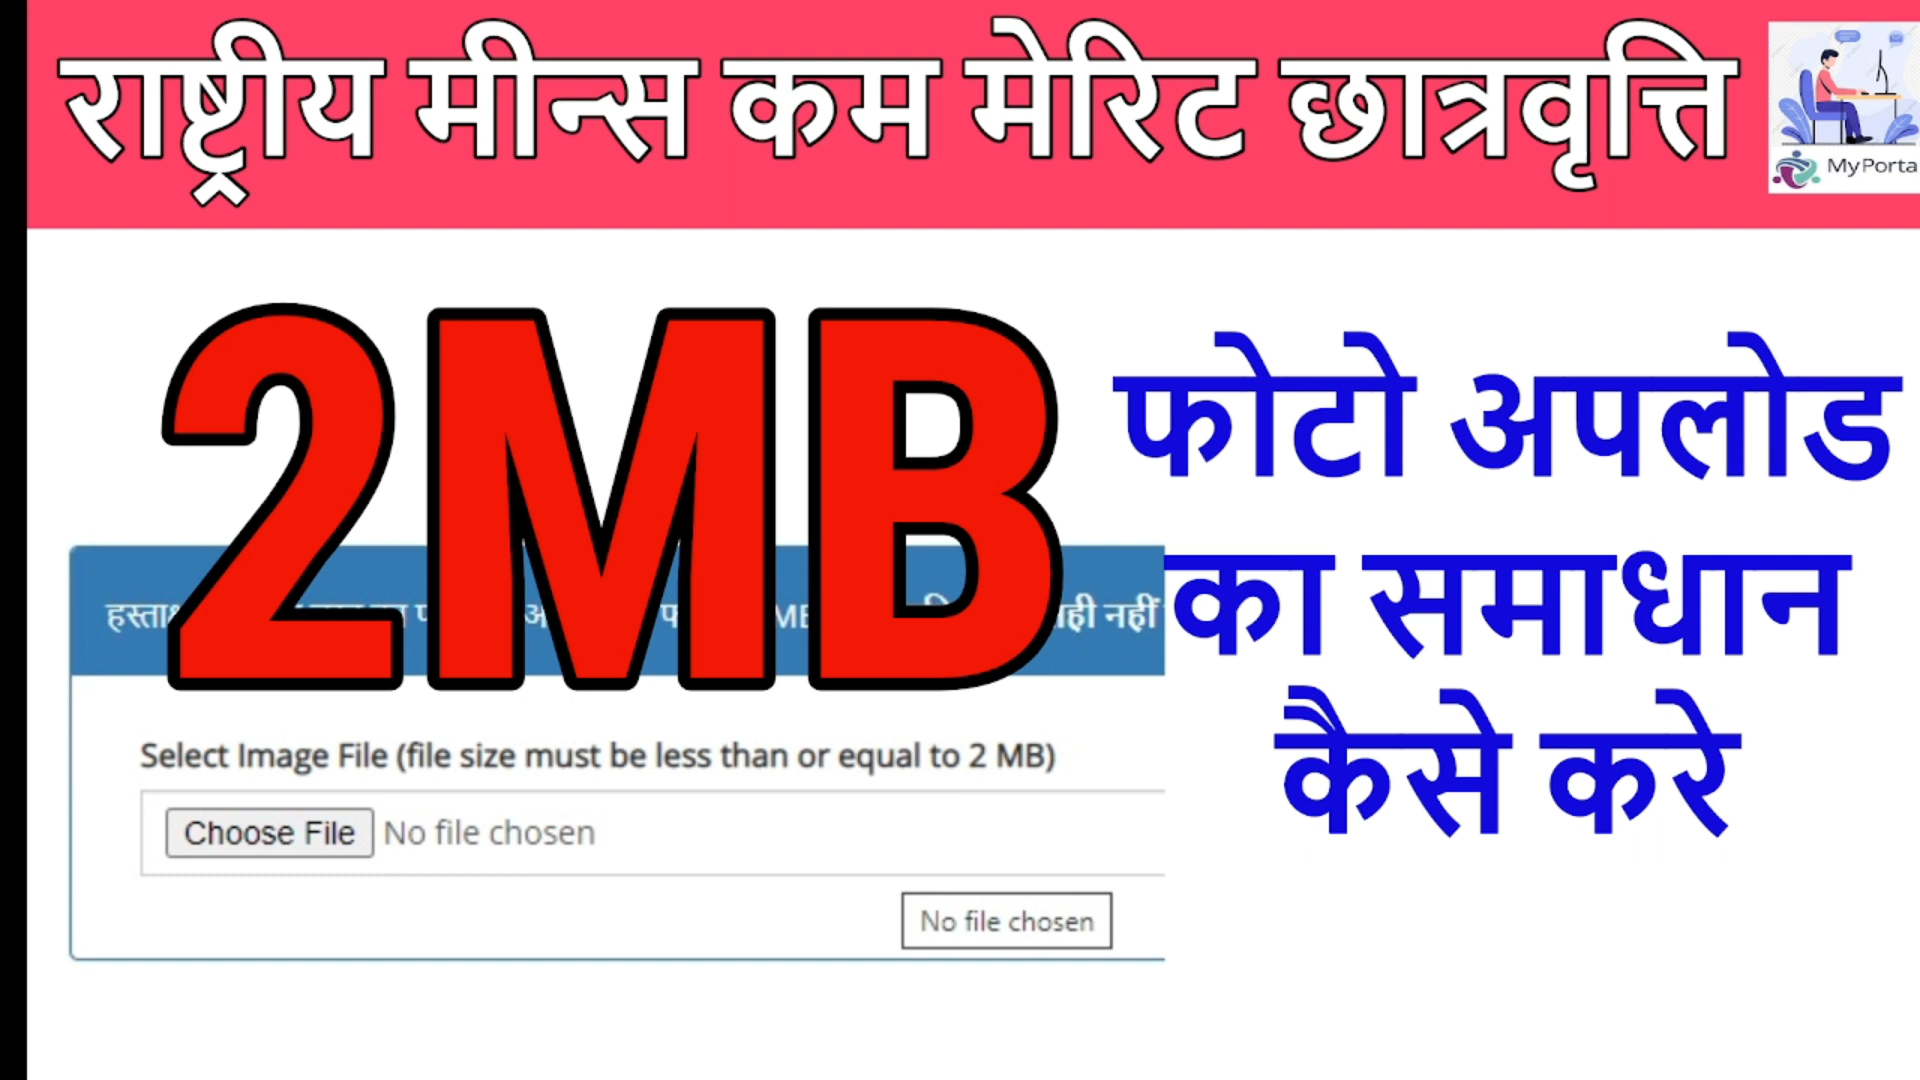 राष्ट्रीय मीन्स कम मेरिट छात्रवृत्ति
MyPorta
2MB
फोटो अपलोड
का समाधान
कैसे करे
नहीं
Select Image File (file size must be less than or equal to 2 MB)
Choose File No file chosen
No file chosen